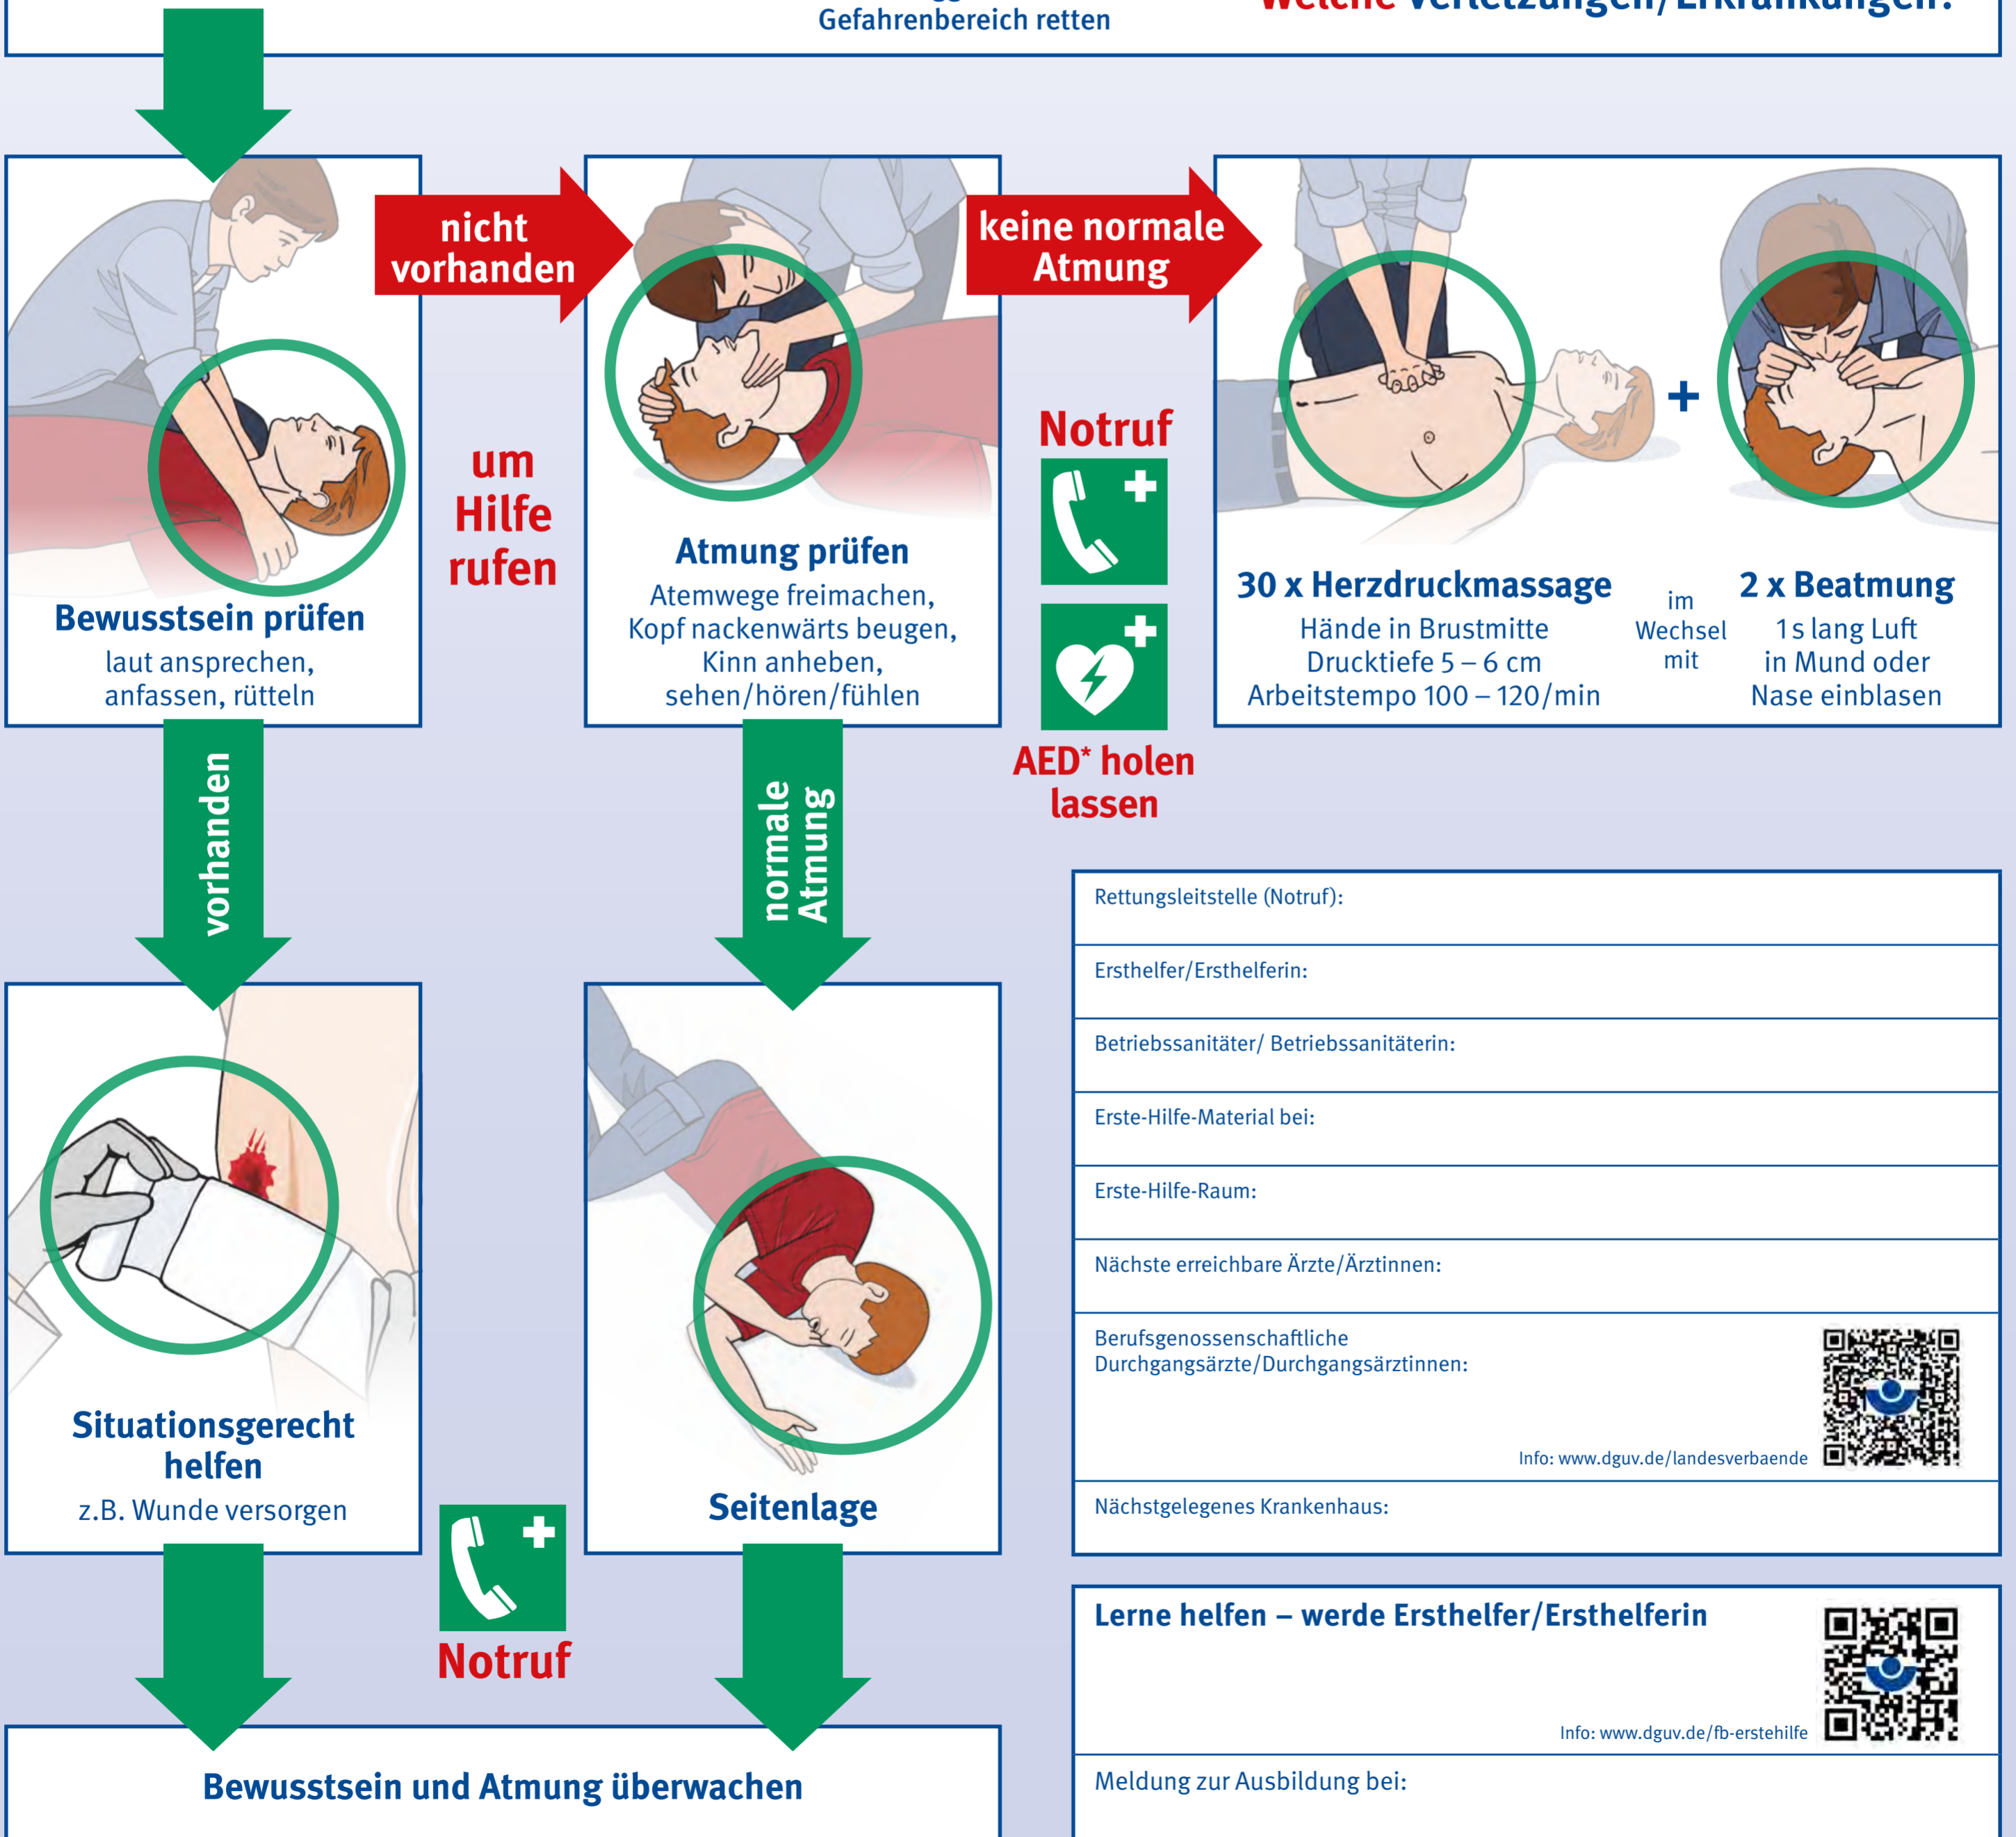 Gefahrenbereich retten
Welche Verletzungen/Erkrankungen?
nicht
vorhanden
keine normale
Atmung
um
Hilfe
rufen
Notruf
AED* holen
lassen
Bewusstsein prüfen
laut ansprechen,
anfassen, rütteln
Atmung prüfen
Atemwege freimachen,
Kopf nackenwärts beugen,
Kinn anheben,
sehen/hören/fühlen
+
30 x Herzdruckmassage
Hände in Brustmitte
Drucktiefe 5 – 6 cm
Arbeitstempo 100 – 120/min
im
Wechsel
mit
2 x Beatmung
1 s lang Luft
in Mund oder
Nase einblasen
vorhanden
normale
Atmung
Situationsgerecht
helfen
z.B. Wunde versorgen
Notruf
Seitenlage
Bewusstsein und Atmung überwachen
Rettungsleitstelle (Notruf):
Ersthelfer/Ersthelferin:
Betriebssanitäter/ Betriebssanitäterin:
Erste-Hilfe-Material bei:
Erste-Hilfe-Raum:
Nächste erreichbare Ärzte/Ärztinnen:
Berufsgenossenschaftliche
Durchgangsärzte/Durchgangsärztinnen:
Info: www.dguv.de/landesverbaende
Nächstgelegenes Krankenhaus:
Lerne helfen – werde Ersthelfer/Ersthelferin
Info: www.dguv.de/fb-erstehilfe
Meldung zur Ausbildung bei: